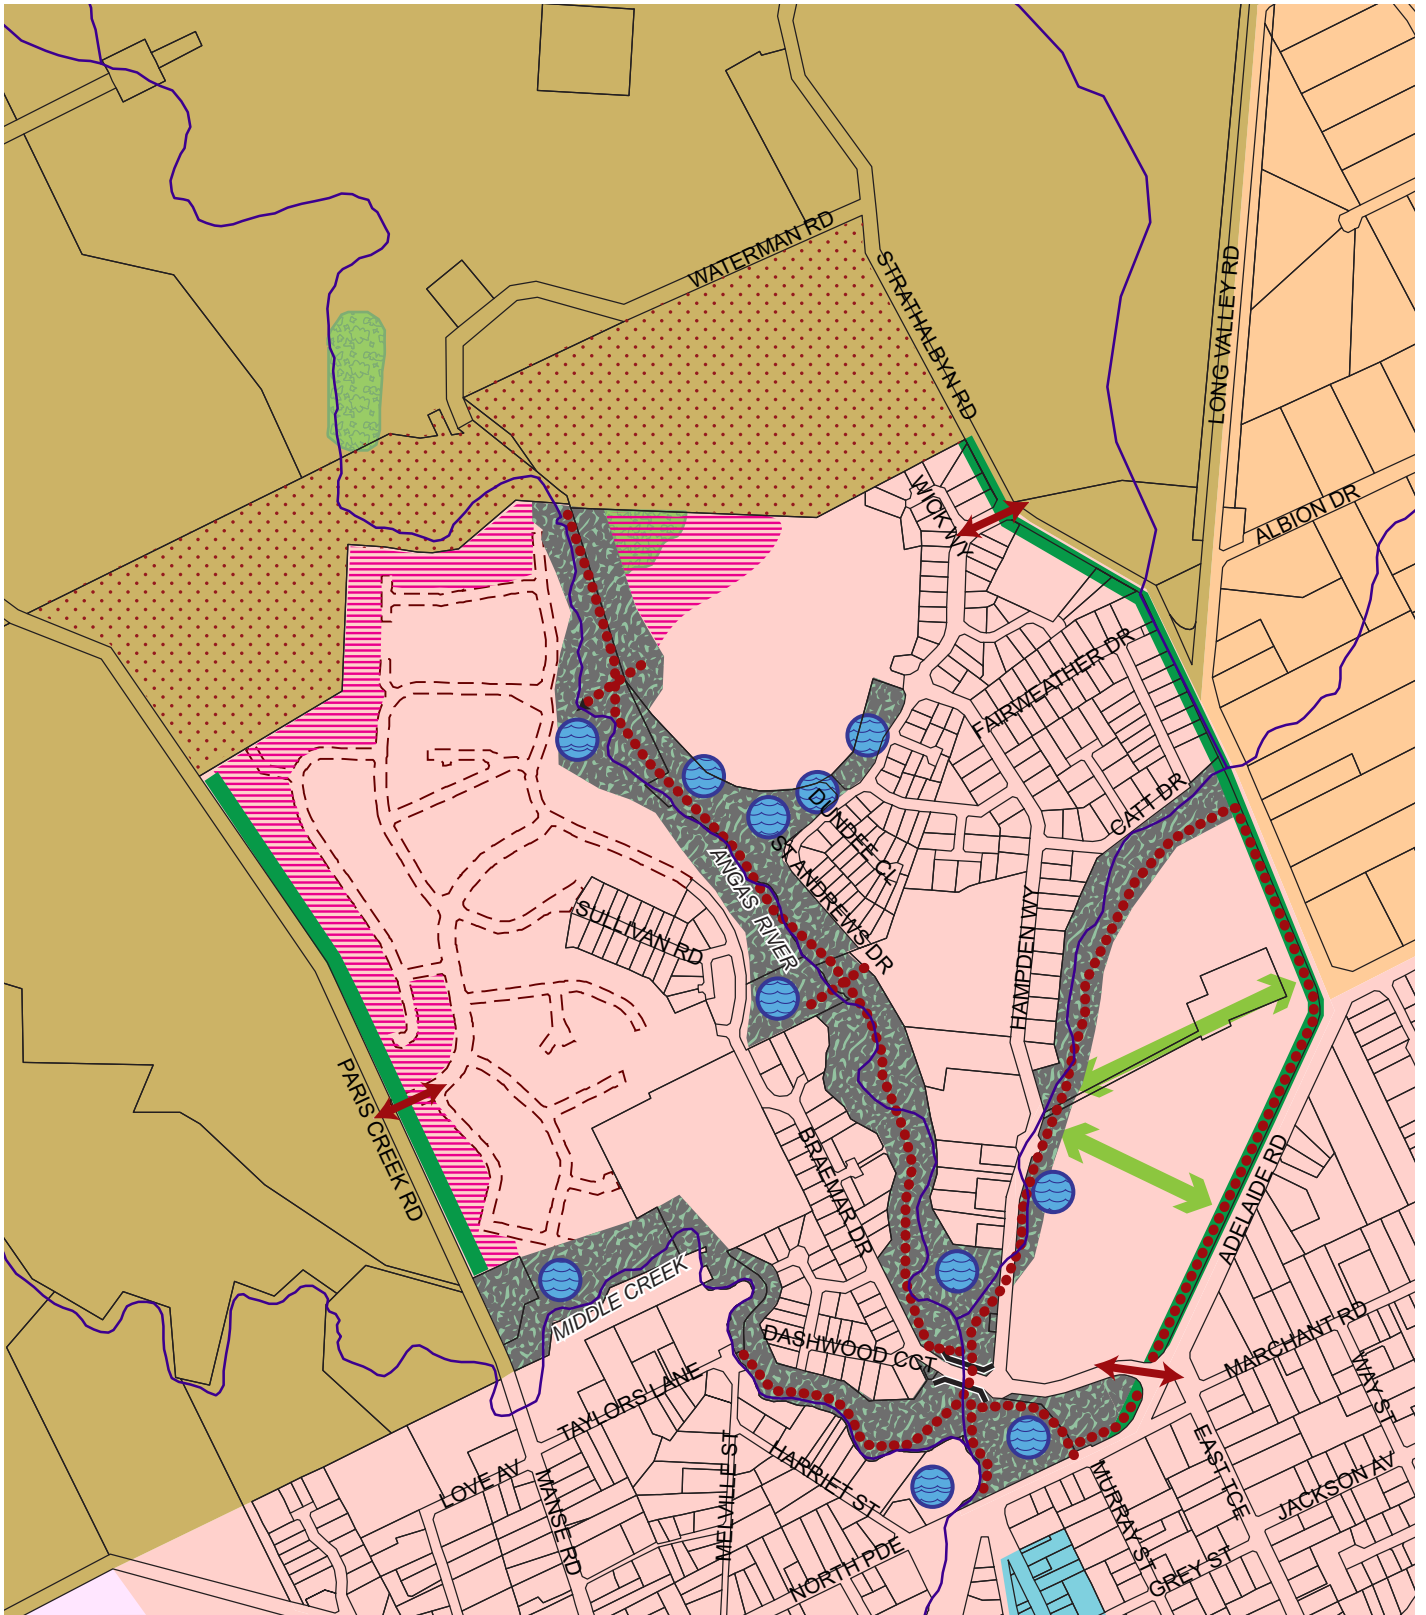 WATERMAN RD
STRATHALBYN RD
LONG VALLEY RD
ALBION DR
WICK WY
FAIRWEATHER DR
CATT DR
DUNDEE CL
ST ANDREWS DR
ANGAS RIVER
SULLIVAN RD
HAMPDEN WY
PARIS CREEK RD
BRAEMAR DR
ADELAIDE RD
MIDDLE CREEK
DASHWOOD CCT
MARCHANT RD
WAY ST
TAYLORS LANE
LOVE AV
MANSE RD
MELVILLE ST
HARRIET ST
NORTH PDE
MURRAY ST
EAST TCE
JACKSON AV
GREY ST